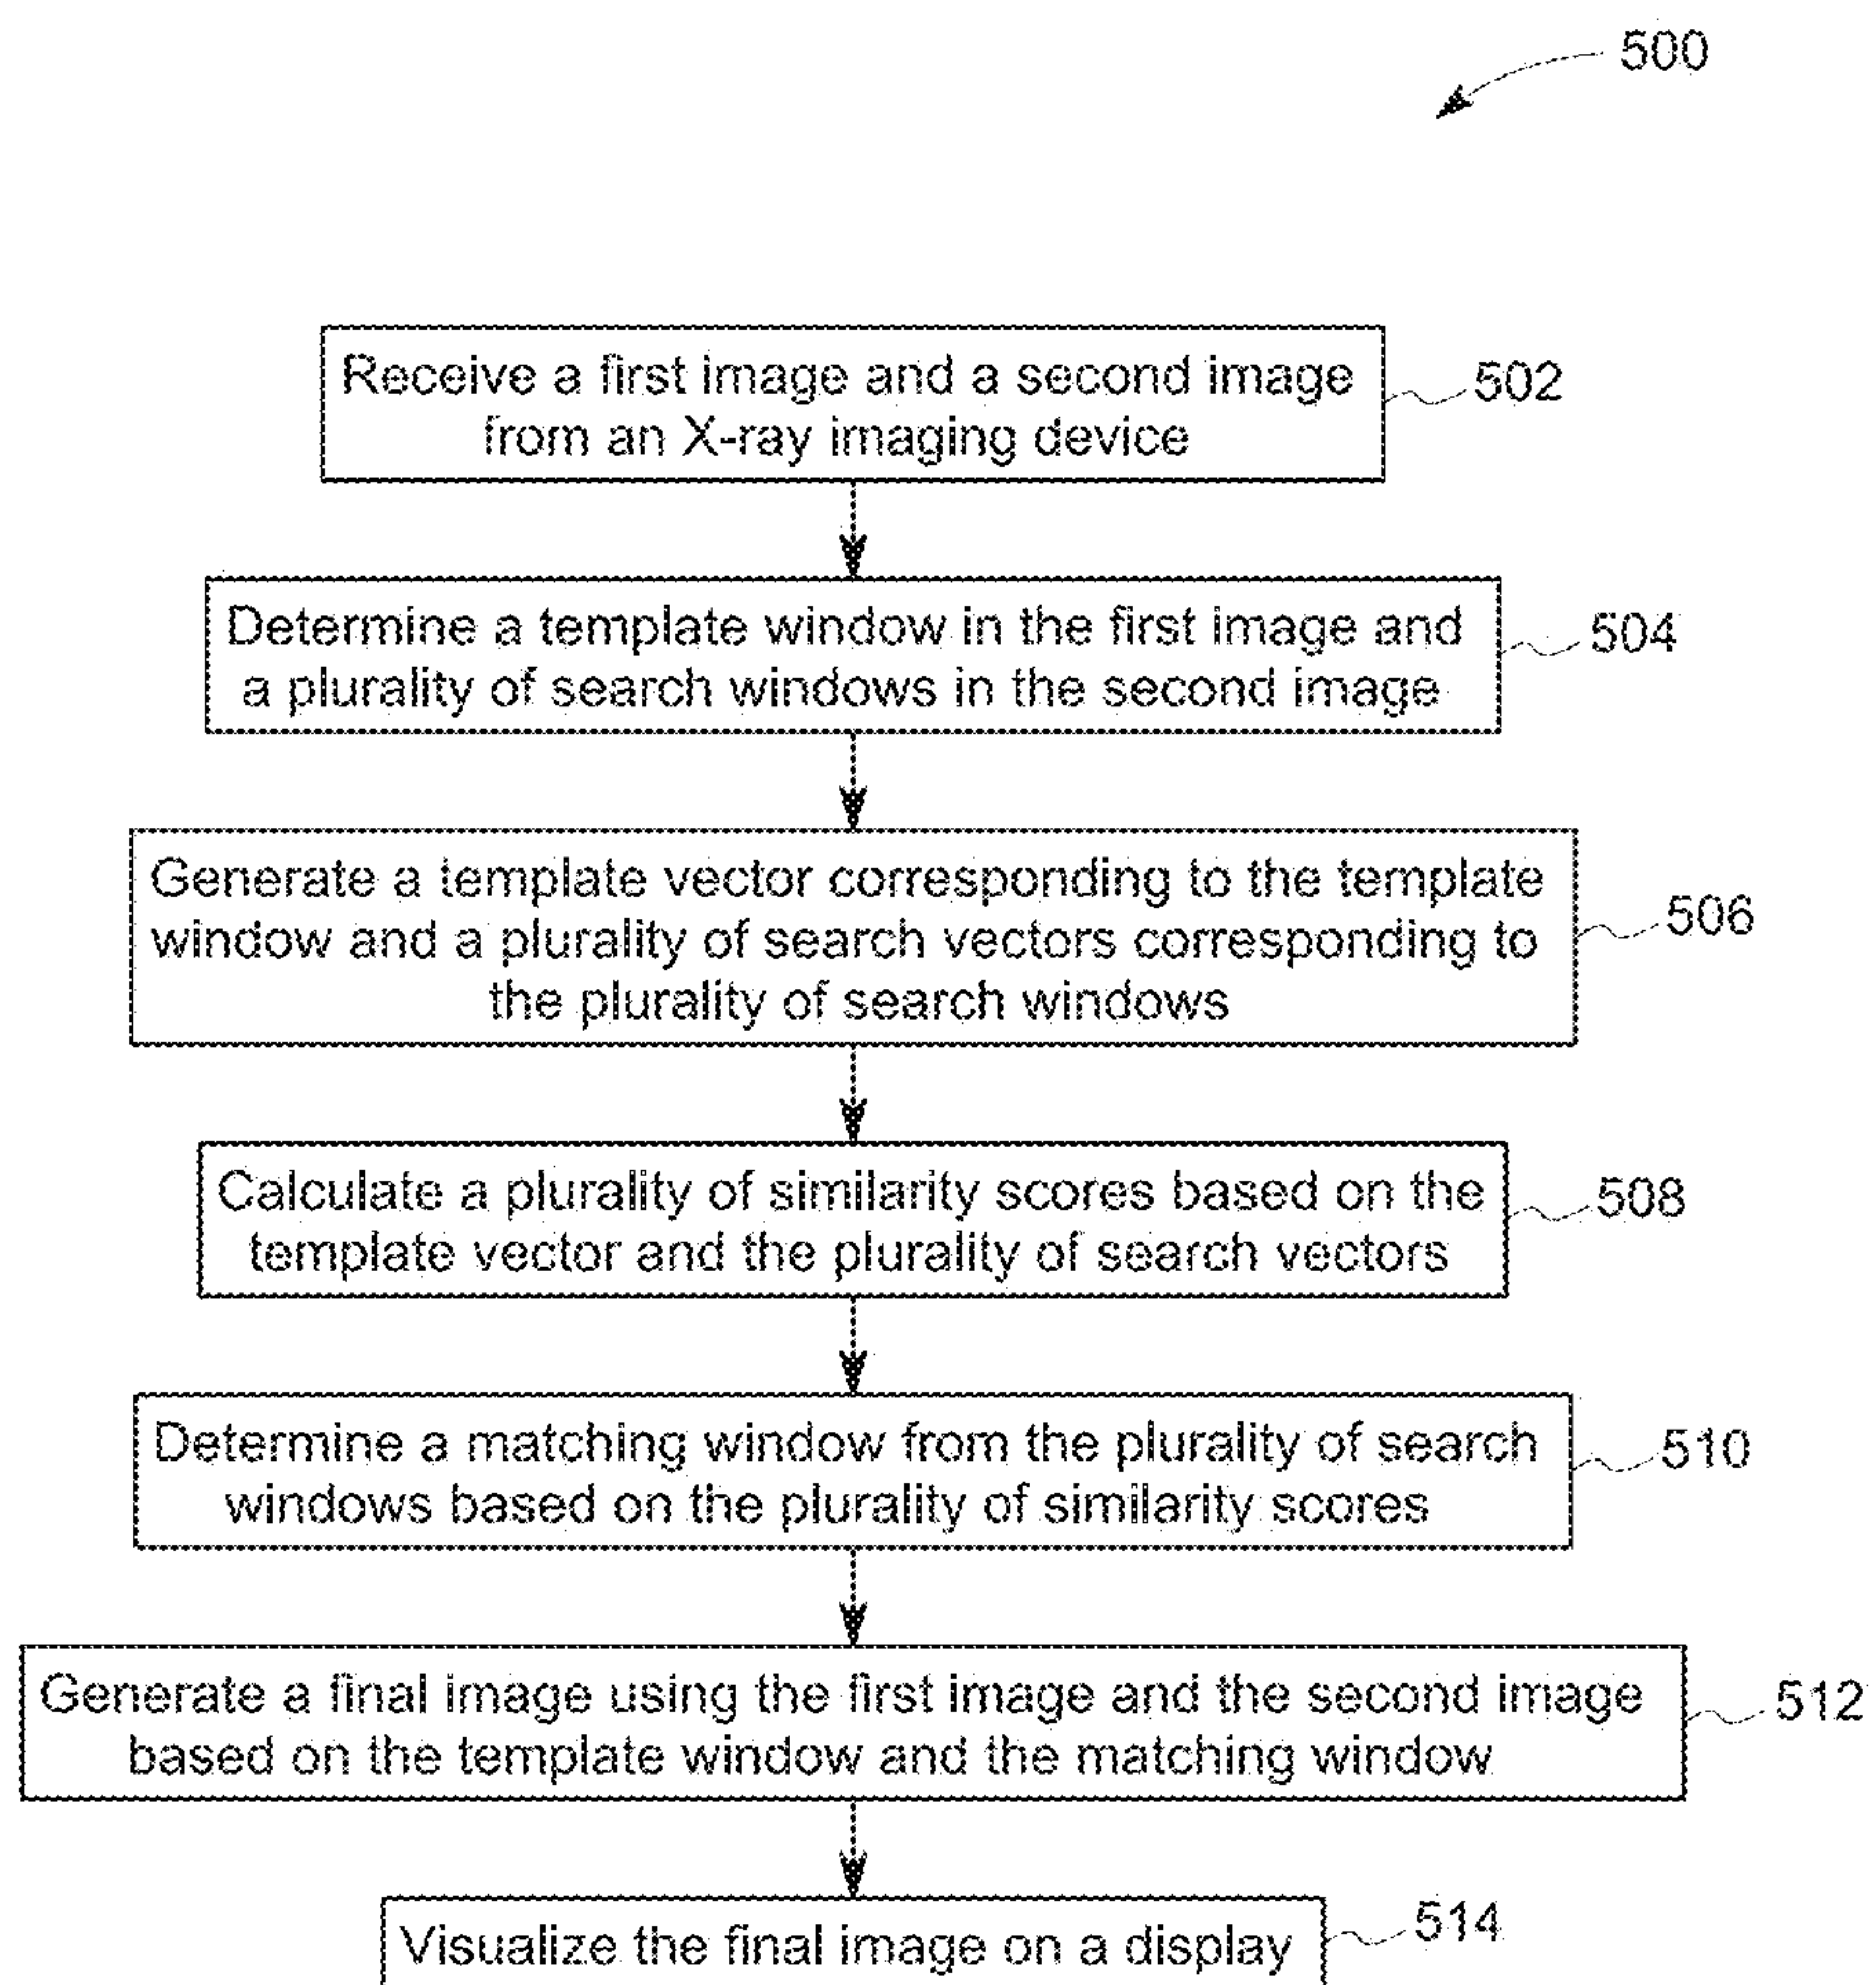 500
Receive a first image and a second image
from an X-ray imaging device
502
Determine a template window in the first image and
a plurality of search windows in the second image
504
Generate a template vector corresponding to the template
window and a plurality of search vectors corresponding to
the plurality of search windows
506
Calculate a plurality of similarity scores based on the
template vector and the plurality of search vectors
508
Determine a matching window from the plurality of search
windows based on the plurality of similarity scores
510
Generate a final image using the first image and the second image
based on the template window and the matching window
512
Visualize the final image on a display
514